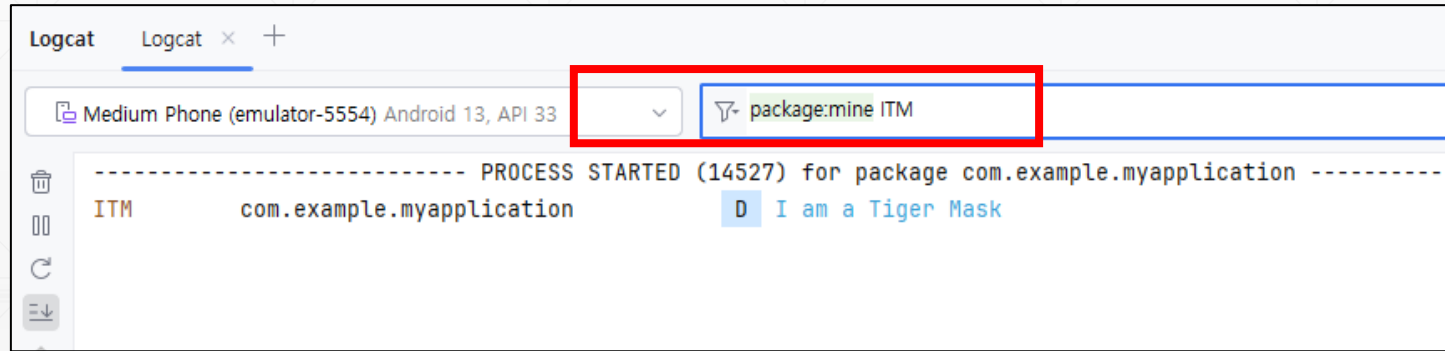 Logcat Logcat × +
Medium Phone (emulator-5554) Android 13, API 33 package:mine ITM
---------------------------- PROCESS STARTED (14527) for package com.example.myapplication ----------
ITM com.example.myapplication D I am a Tiger Mask